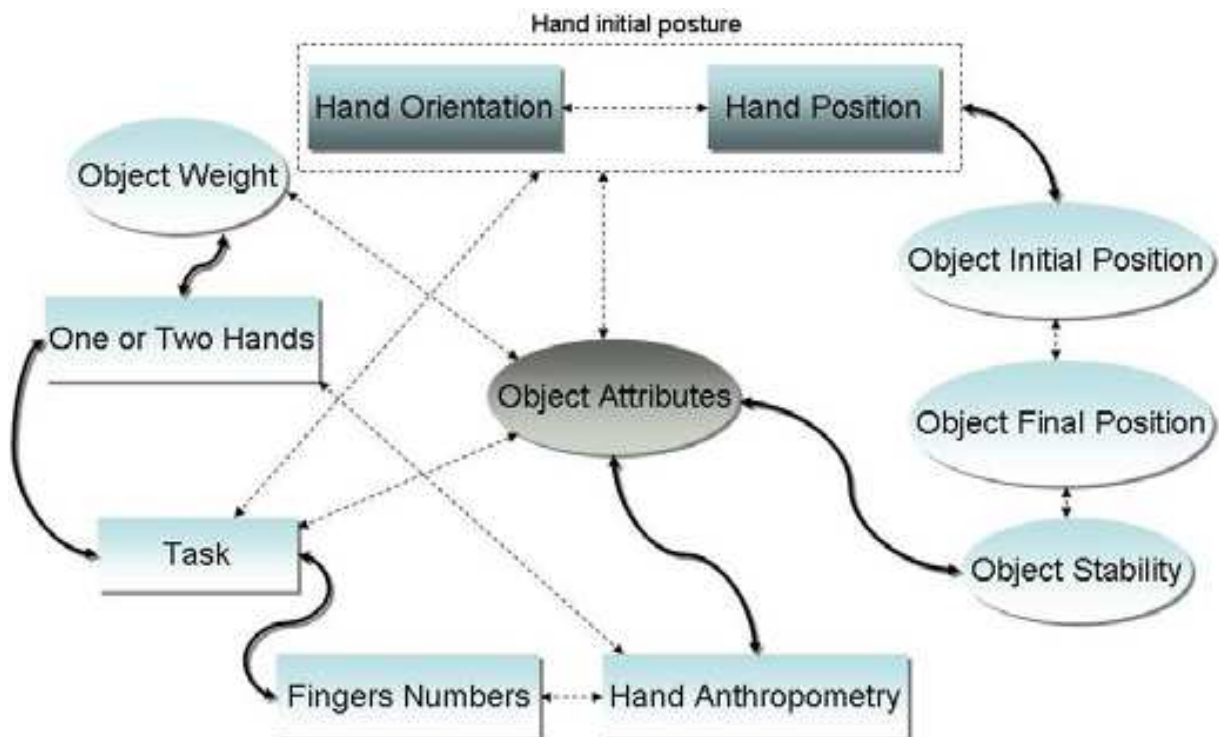 Hand initial posture
Hand Orientation
Hand Position
Object Weight
Object Initial Position
One or Two Hands
Object Attributes
Object Final Position
Task
Object Stability
Fingers Numbers
Hand Anthropometry